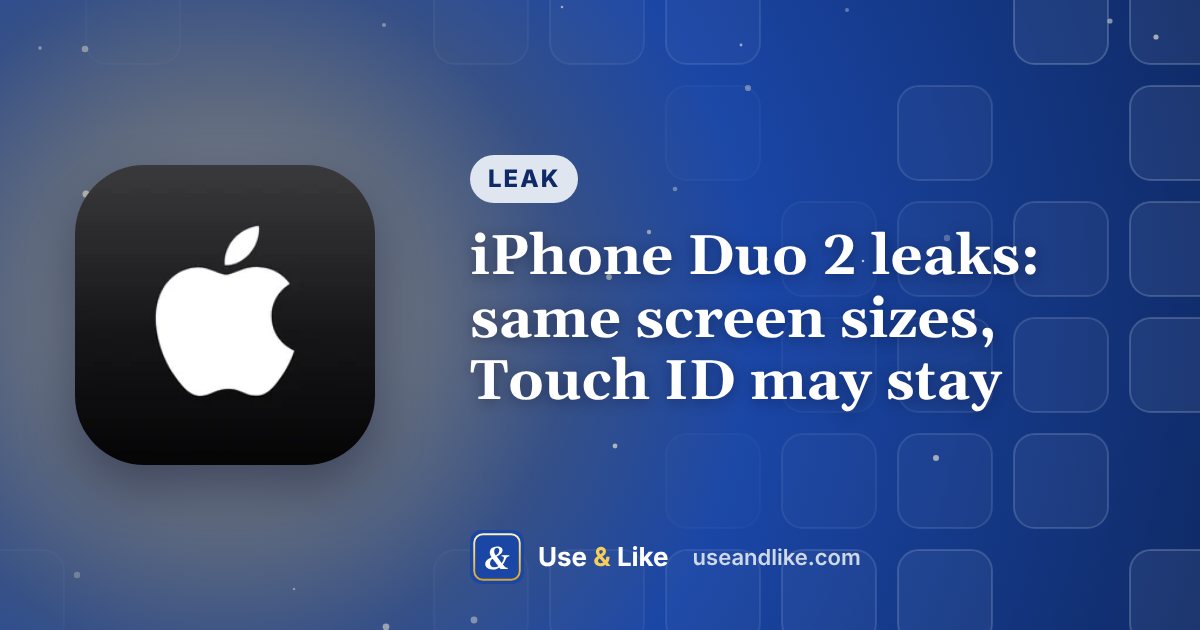 LEAK
iPhone Duo 2 leaks:
same screen sizes,
Touch ID may stay
& Use & Like useandlike.com